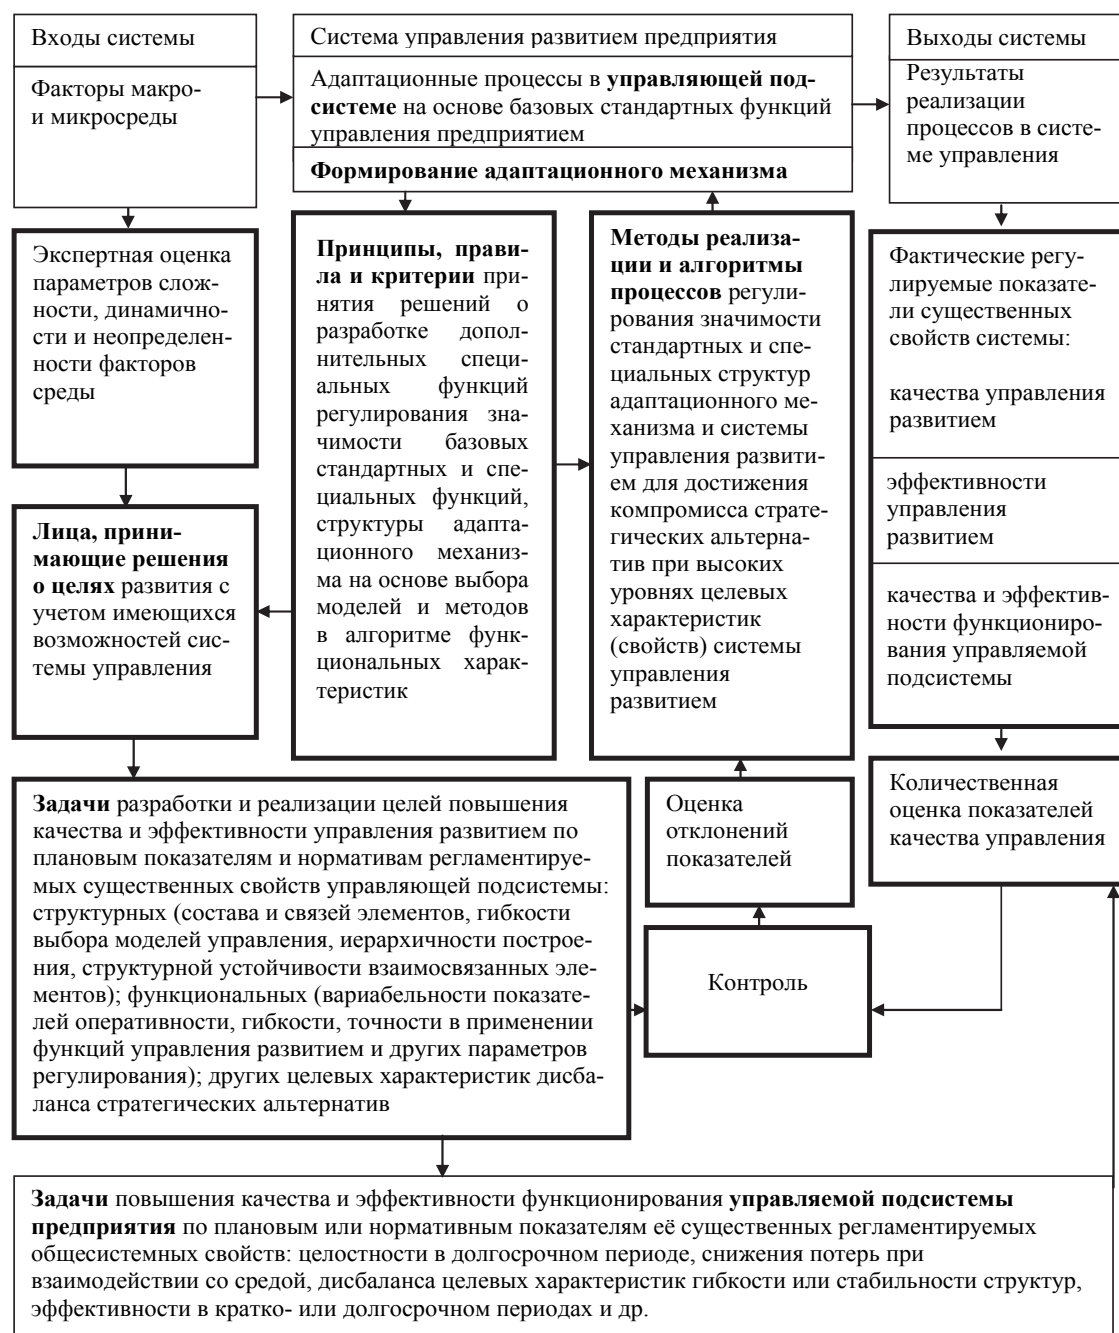 Входы системы
Факторы макро-
и микросреды
Система управления развитием предприятия
Адаптационные процессы в управляющей под-
системе на основе базовых стандартных функций
управления предприятием
Формирование адаптационного механизма
Выходы системы
Результаты
реализации
процессов в систе-
ме управления
Экспертная оценка
параметров слож-
ности, динамично-
сти и неопределен-
ности факторов
среды
Лица, прини-
мающие решения
о целях развития с
учетом имеющихся
возможностей сис-
темы управления
Принципы, прави-
ла и критерии при-
нятия решений о
разработке допол-
нительных специ-
альных функций
регулирования зна-
чимости базовых
стандартных и спе-
циальных функций,
структуры адапта-
ционного механиз-
ма на основе выбора
моделей и методов
в алгоритме функ-
циональных харак-
теристик
Методы реализа-
ции и алгоритмы
процессов регули-
рования значимости
стандартных и спе-
циальных структур
адаптационного ме-
ханизма и системы
управления развити-
ем для достижения
компромисса страте-
гических альтерна-
тив при высоких
уровнях целевых
характеристик
(свойств) системы
управления
развитием
Фактические регу-
лируемые показате-
ли существенных
свойств системы:
качества управления
развитием
эффективности
управления
развитием
качества и эффектив-
ности функциониро-
вания управляемой
подсистемы
Задачи разработки и реализации целей повышения
качества и эффективности управления развитием по
плановым показателям и нормативам регламентируе-
мых существенных свойств управляющей подсистемы:
структурных (состава и связей элементов, гибкости
выбора моделей управления, иерархичности построе-
ния, структурной устойчивости взаимосвязанных эле-
ментов); функциональных (вариабельности показате-
лей оперативности, гибкости, точности в применении
функций управления развитием и других параметров
регулирования); других целевых характеристик дисба-
ланса стратегических альтернатив
Оценка
отклонений
показателей
Количественная
оценка показателей
качества управления
Контроль
Задачи повышения качества и эффективности функционирования управляемой подсистемы
предприятия по плановым или нормативным показателям её существенных регламентируемых
общесистемных свойств: целостности в долгосрочном периоде, снижения потерь при
взаимодействии со средой, дисбаланса целевых характеристик гибкости или стабильности структур,
эффективности в кратко- или долгосрочном периодах и др.